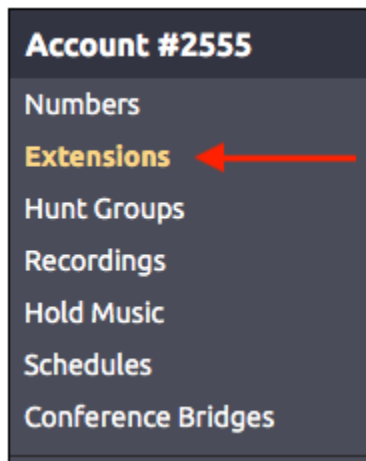 Account #2555
Numbers
Extensions
Hunt Groups
Recordings
Hold Music
Schedules
Conference Bridges